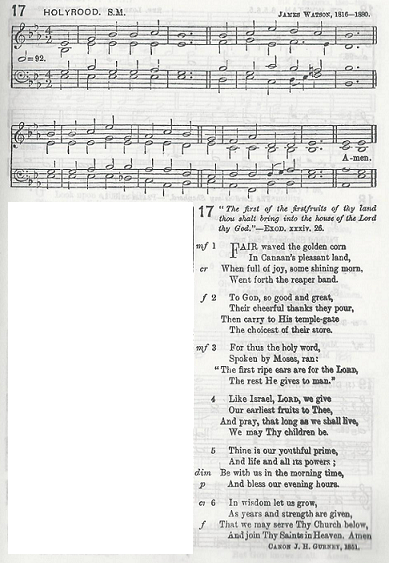 17 HOLYROOD. S.M. JAMES WATSON, 1816—1880.
=92.
A-men.
17 "The first of the firstfruits of thy land
thou shalt bring into the house of the Lord
thy God."—EXOD. xxxiv. 26.
mf 1 FAIR waved the golden corn
In Canaan's pleasant land,
cr When full of joy, some shining morn,
Went forth the reaper band.
f 2 To GOD, so good and great,
Their cheerful thanks they pour,
Then carry to His temple-gate
The choicest of their store.
mf 3 For thus the holy word,
Spoken by Moses, ran:
"The first ripe ears are for the LORD,
The rest He gives to man."
4 Like Israel, LORD, we give
Our earliest fruits to Thee,
And pray, that long as we shall live,
We may Thy children be.
5 Thine is our youthful prime,
And life and all its powers;
dim Be with us in the morning time,
p And bless our evening hours.
cr 6 In wisdom let us grow,
As years and strength are given,
f That we may serve Thy Church below,
And join Thy Saints in Heaven. Amen
CANON J. H. GURNEY, 1851.